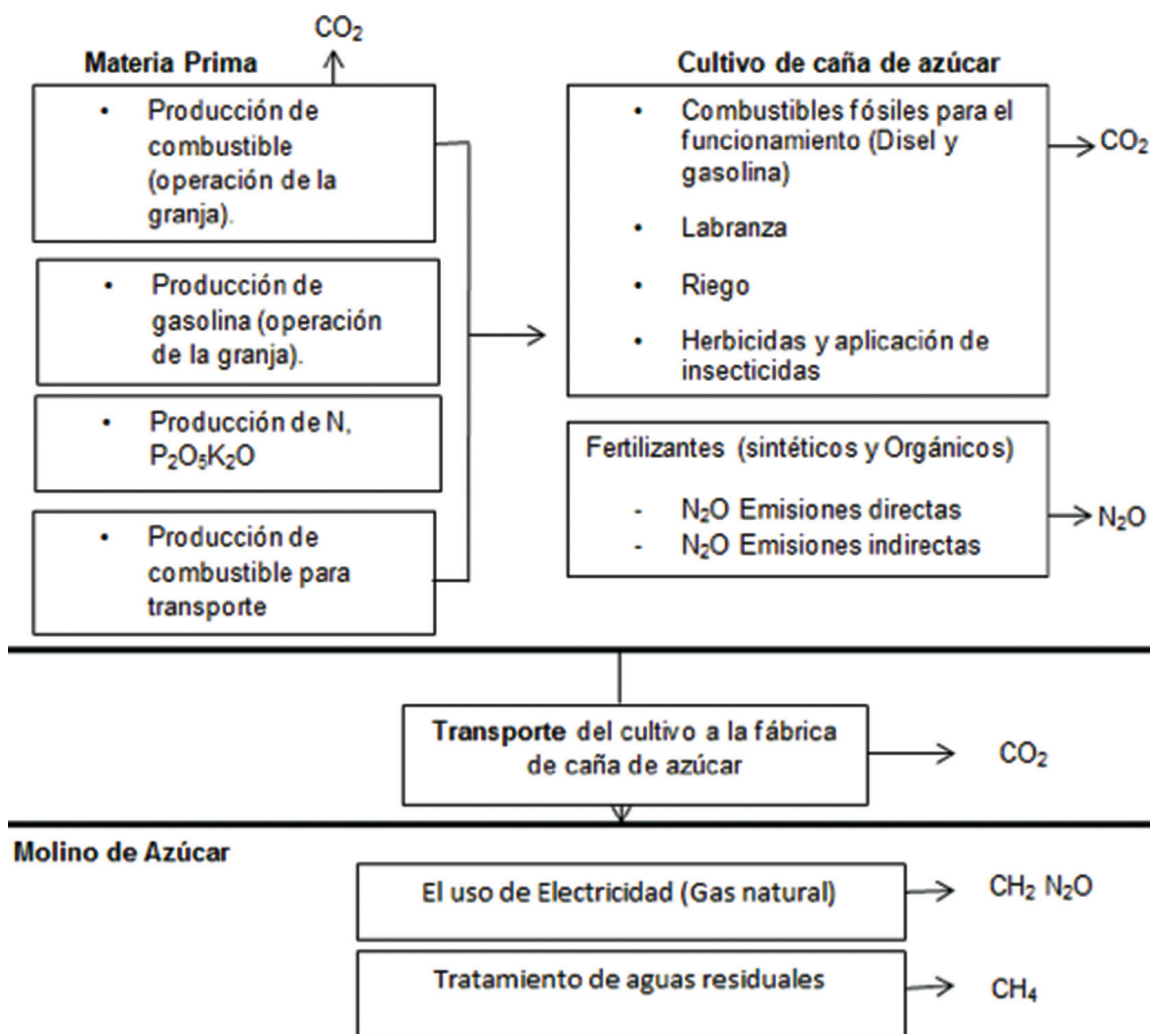 CO₂
Materia Prima
• Producción de
combustible
(operación de la
granja).
• Producción de
gasolina (operación
de la granja).
• Producción de N,
P₂O₅K₂O
• Producción de
combustible para
transporte
Cultivo de caña de azúcar
• Combustibles fósiles para el
funcionamiento (Disel y
gasolina)
• Labranza
• Riego
• Herbicidas y aplicación de
insecticidas
CO₂
Fertilizantes (sintéticos y Orgánicos)
- N₂O Emisiones directas
- N₂O Emisiones indirectas
N₂O
Transporte del cultivo a la fábrica
de caña de azúcar
CO₂
Molino de Azúcar
El uso de Electricidad (Gas natural)
CH₂ N₂O
Tratamiento de aguas residuales
CH₄